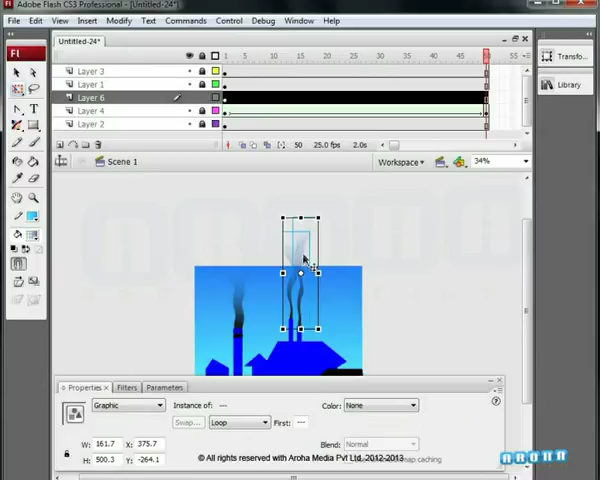 Adobe Flash CS3 Professional - [Untitled-24*]
File Edit View Insert Modify Text Commands Control Debug Window Help
Untitled-24*
1 5 10 15 20 25 30 35 40 45 50 55
Layer 3
Layer 1
Layer 6
Layer 4
Layer 2
50 25.0 fps 2.0s
Scene 1 Workspace 34%
Fl
T
Transfo...
Library
AROHA
Properties × Filters Parameters
Graphic Instance of: --- Color: None
Swap... Loop First: ---
W: 161.7 X: 375.7 Blend: Normal
H: 500.3 Y: -264.1
© All rights reserved with Aroha Media Pvt Ltd. 2012-2013
AROHA